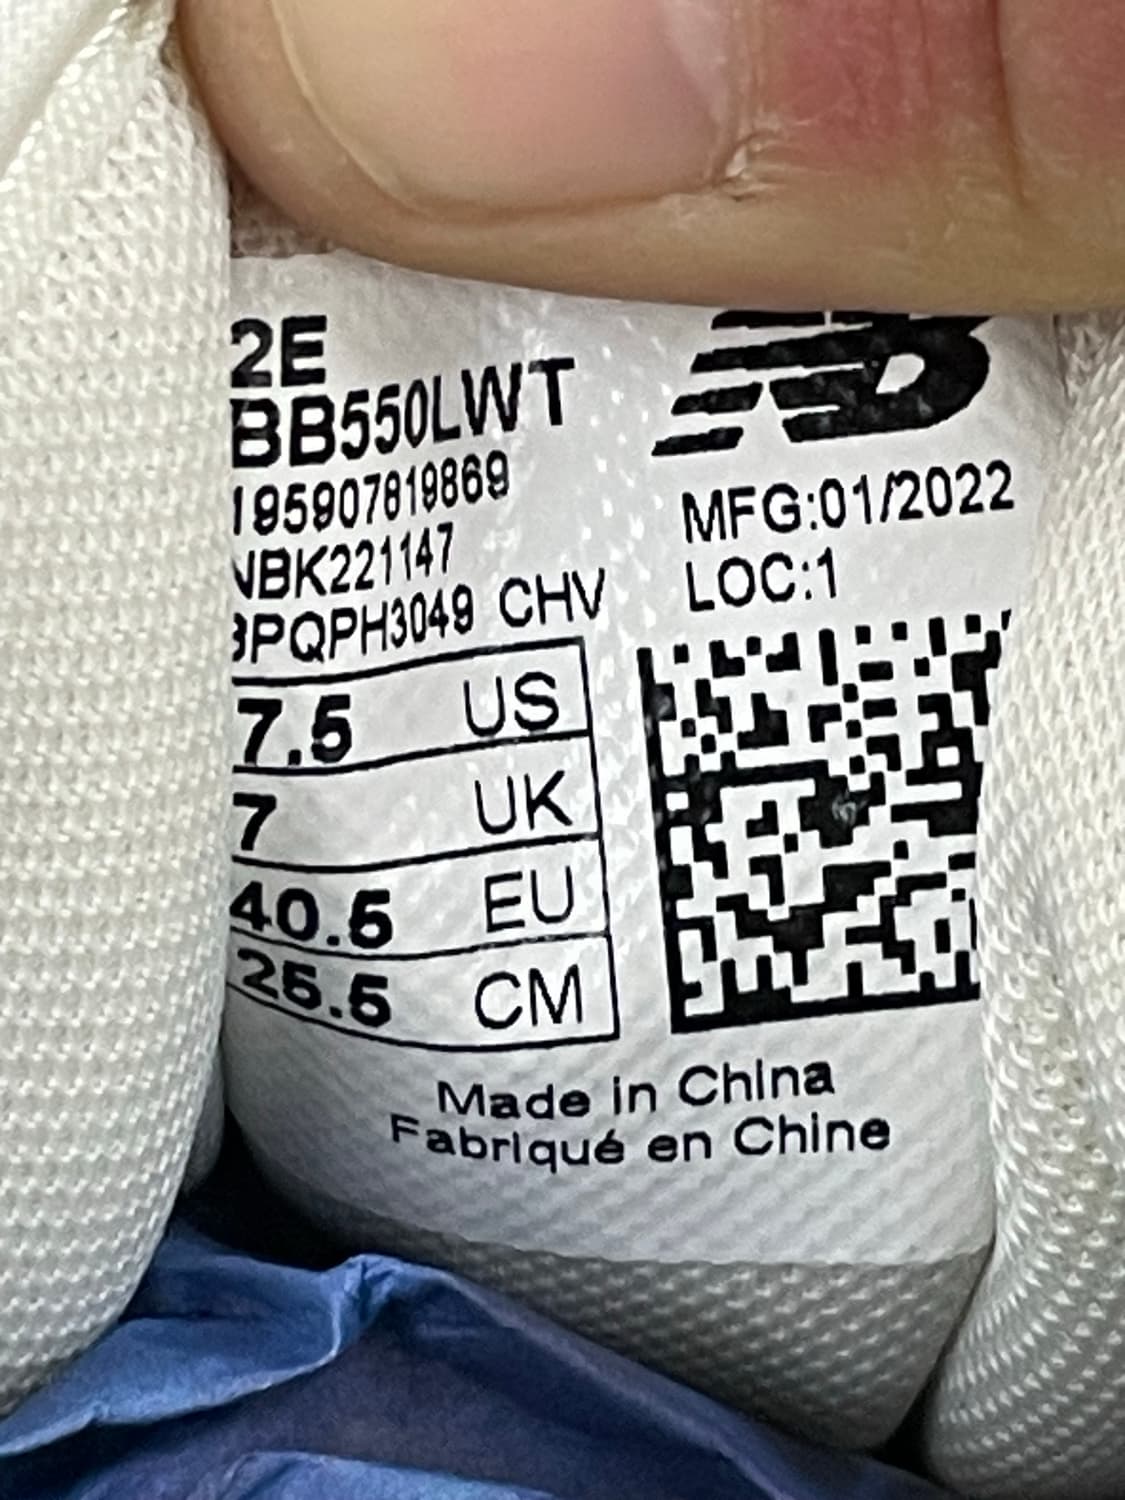 2E
BB550LWT
195907819869
NBK221147
BPQPH3049 CHV
7.5 US
7 UK
40.5 EU
25.5 CM
NB
MFG:01/2022
LOC:1
Made in China
Fabriqué en Chine